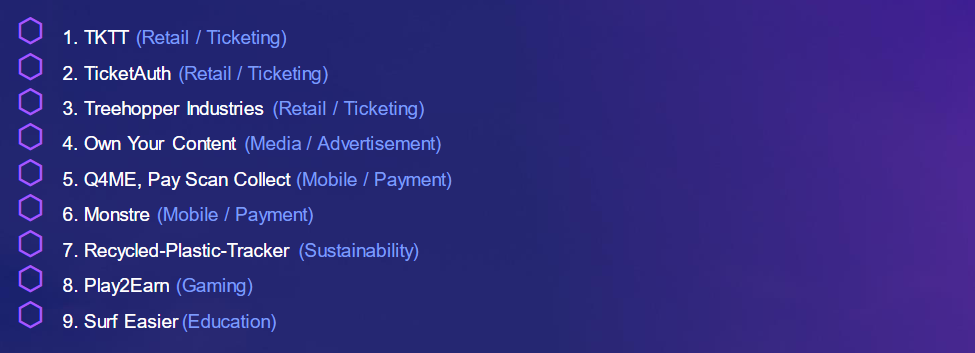 1. TKTT (Retail / Ticketing)
2. TicketAuth (Retail / Ticketing)
3. Treehopper Industries (Retail / Ticketing)
4. Own Your Content (Media / Advertisement)
5. Q4ME, Pay Scan Collect (Mobile / Payment)
6. Monstre (Mobile / Payment)
7. Recycled-Plastic-Tracker (Sustainability)
8. Play2Earn (Gaming)
9. Surf Easier (Education)